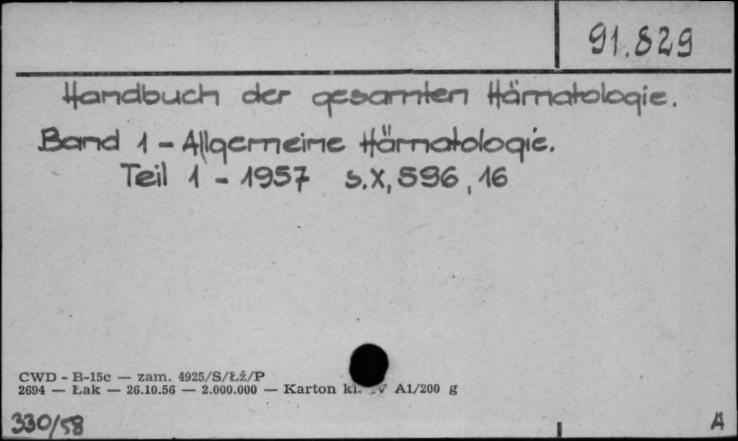 91.829
Handbuch der gesamten Hämatologie.
Band 1 - Allgemeine Hämatologie.
Teil 1 - 1957 s.X, 596, 16
CWD - B-15c — zam. 4925/S/Łż/P
2694 — Łak — 26.10.56 — 2.000.000 — Karton kl. V A1/200 g
330/58
A